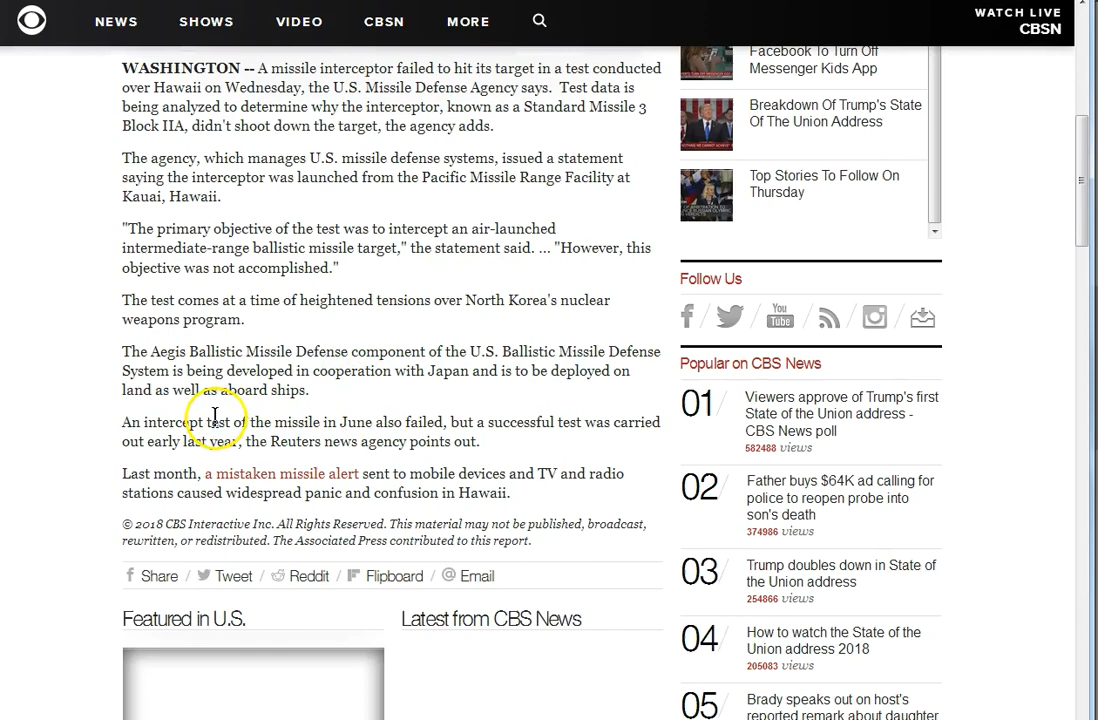 NEWS SHOWS VIDEO CBSN MORE
WATCH LIVE
CBSN
WASHINGTON -- A missile interceptor failed to hit its target in a test conducted
over Hawaii on Wednesday, the U.S. Missile Defense Agency says. Test data is
being analyzed to determine why the interceptor, known as a Standard Missile 3
Block IIA, didn't shoot down the target, the agency adds.
The agency, which manages U.S. missile defense systems, issued a statement
saying the interceptor was launched from the Pacific Missile Range Facility at
Kauai, Hawaii.
"The primary objective of the test was to intercept an air-launched
intermediate-range ballistic missile target," the statement said. ... "However, this
objective was not accomplished."
The test comes at a time of heightened tensions over North Korea's nuclear
weapons program.
The Aegis Ballistic Missile Defense component of the U.S. Ballistic Missile Defense
System is being developed in cooperation with Japan and is to be deployed on
land as well as aboard ships.
An intercept test of the missile in June also failed, but a successful test was carried
out early last year, the Reuters news agency points out.
Last month, a mistaken missile alert sent to mobile devices and TV and radio
stations caused widespread panic and confusion in Hawaii.
© 2018 CBS Interactive Inc. All Rights Reserved. This material may not be published, broadcast,
rewritten, or redistributed. The Associated Press contributed to this report.
Share / Tweet / Reddit / Flipboard / Email
Featured in U.S.
Latest from CBS News
Facebook To Turn Off
Messenger Kids App
Breakdown Of Trump's State
Of The Union Address
Top Stories To Follow On
Thursday
Follow Us
You
Tube
Popular on CBS News
01
Viewers approve of Trump's first
State of the Union address -
CBS News poll
582488 views
02
Father buys $64K ad calling for
police to reopen probe into
son's death
374986 views
03
Trump doubles down in State of
the Union address
254866 views
04
How to watch the State of the
Union address 2018
205083 views
05
Brady speaks out on host's
reported remark about daughter